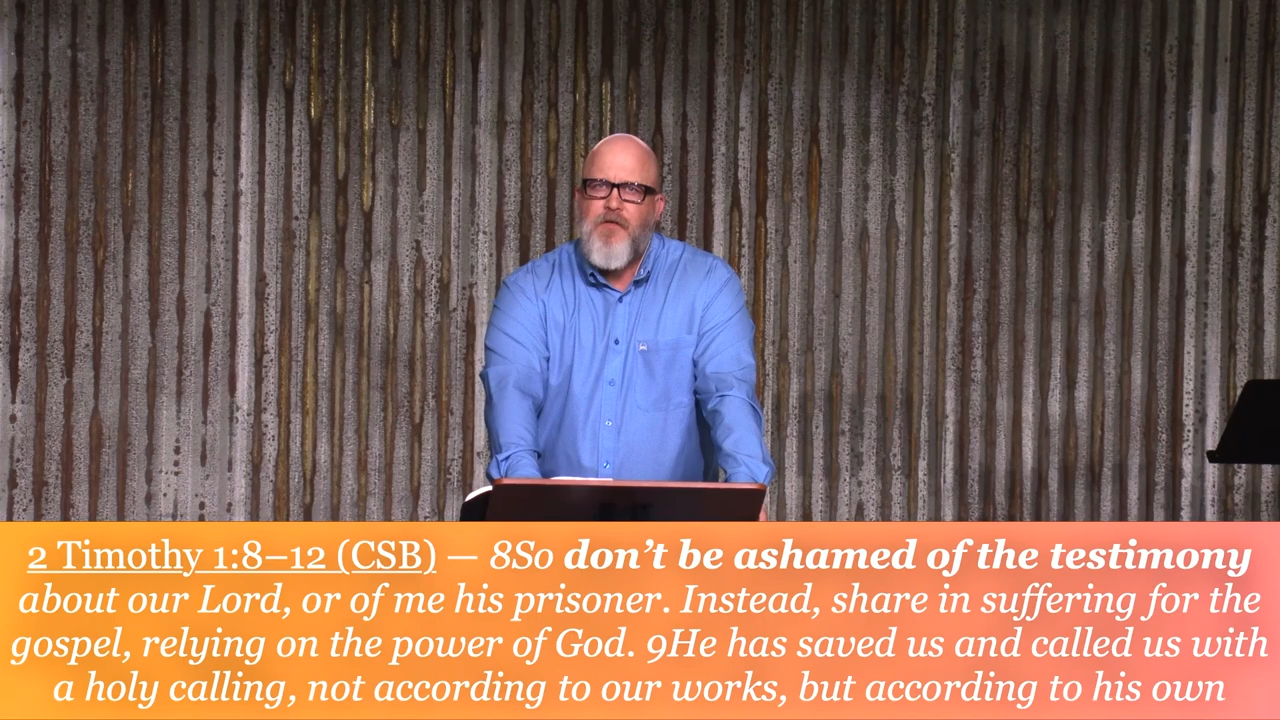 2 Timothy 1:8–12 (CSB) — 8So don’t be ashamed of the testimony
about our Lord, or of me his prisoner. Instead, share in suffering for the
gospel, relying on the power of God. 9He has saved us and called us with
a holy calling, not according to our works, but according to his own